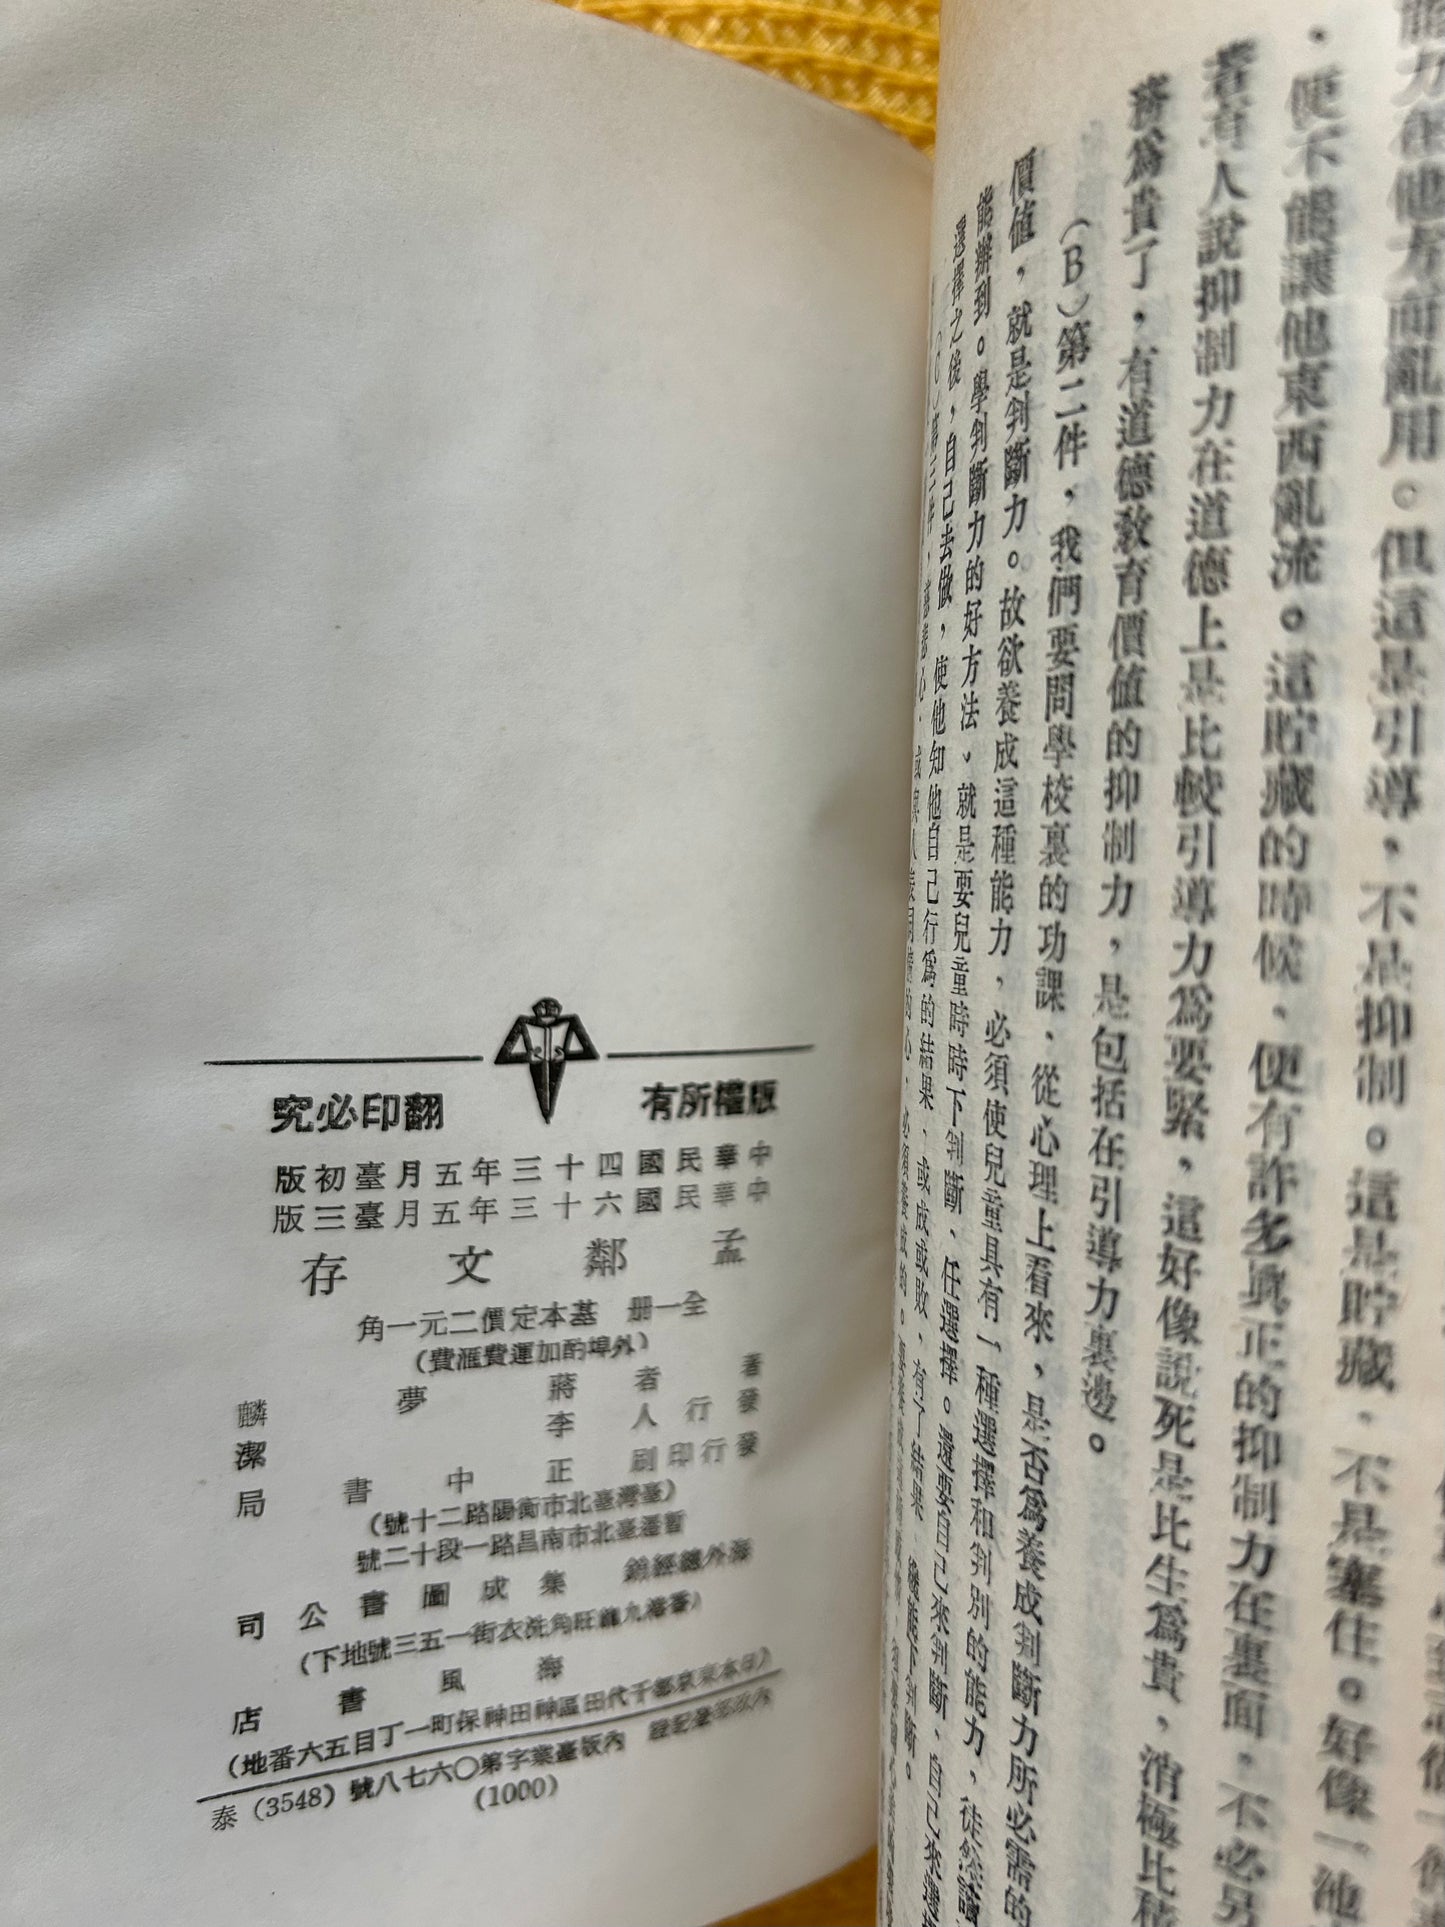 能力在他方面亂用。但這是引導，不是抑制。這是貯藏，不是塞住。好像一池
，便不能讓他東西亂流。這貯藏的時候，便有許多眞正的抑制力在裏面，不必另
若有人說抑制力在道德上是比較引導力爲要緊，這好像說死是比生爲貴，消極比積
爲貴了，有道德敎育價値的抑制力，是包括在引導力裏邊。
（B）第二件，我們要問學校裏的功課，從心理上看來，是否爲養成判斷力所必需的
價値，就是判斷力。故欲養成這種能力，必須使兒童具有一種選擇和判別的能力，
能辦到。學判斷力的好方法，就是要兒童時時下判斷，任選擇。還要自己來判斷，自己來
選擇之後，自己去做，使他知他自己行爲的結果，或成或敗，
版權所有　翻印必究
中華民國四十三年五月臺初版
中華民國六十三年五月臺三版
孟鄰文存
全一册　基本定價二元一角
（外埠酌加運費滙費）
著者　蔣夢麟
發行人　李潔
發行印刷　正中書局
（臺灣臺北市衡陽路二十號）
暫遷臺北市南昌路一段十二號
海外總經銷　集成圖書公司
（香港九龍旺角洗衣街一五三號地下）
海風書店
（日本東京都千代田區神田神保町一丁目五六番地）
內政部登記證　內版臺業字第〇六七八號（3548）泰
（1000）